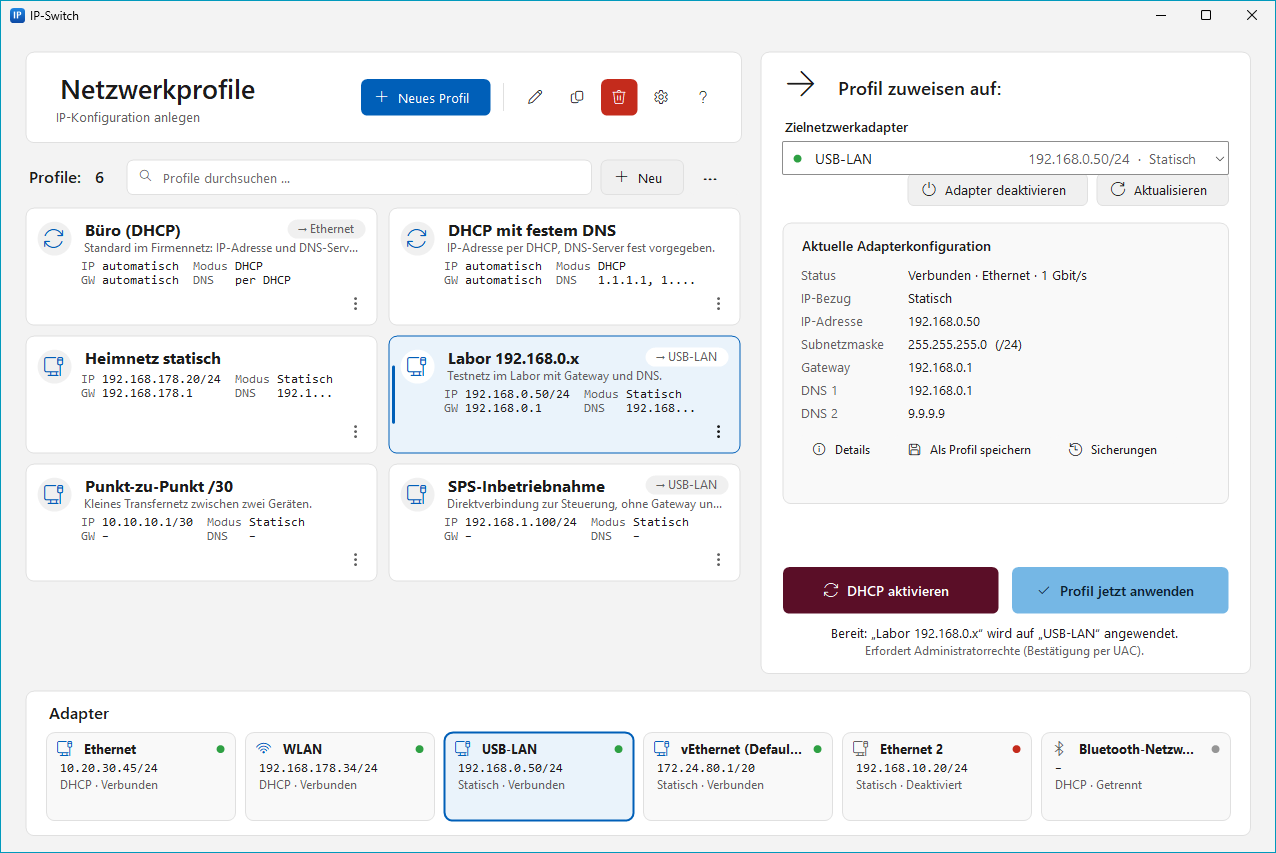 IP IP-Switch
Netzwerkprofile
IP-Konfiguration anlegen
+ Neues Profil
?
Profile: 6
Profile durchsuchen ...
+ Neu
...
Büro (DHCP)
→ Ethernet
Standard im Firmennetz: IP-Adresse und DNS-Serv...
IP automatisch Modus DHCP
GW automatisch DNS per DHCP
DHCP mit festem DNS
IP-Adresse per DHCP, DNS-Server fest vorgegeben.
IP automatisch Modus DHCP
GW automatisch DNS 1.1.1.1, 1....
Heimnetz statisch
IP 192.168.178.20/24 Modus Statisch
GW 192.168.178.1 DNS 192.1...
Labor 192.168.0.x
→ USB-LAN
Testnetz im Labor mit Gateway und DNS.
IP 192.168.0.50/24 Modus Statisch
GW 192.168.0.1 DNS 192.168...
Punkt-zu-Punkt /30
Kleines Transfernetz zwischen zwei Geräten.
IP 10.10.10.1/30 Modus Statisch
GW – DNS –
SPS-Inbetriebnahme
→ USB-LAN
Direktverbindung zur Steuerung, ohne Gateway un...
IP 192.168.1.100/24 Modus Statisch
GW – DNS –
→ Profil zuweisen auf:
Zielnetzwerkadapter
USB-LAN 192.168.0.50/24 · Statisch
Adapter deaktivieren
Aktualisieren
Aktuelle Adapterkonfiguration
Status Verbunden · Ethernet · 1 Gbit/s
IP-Bezug Statisch
IP-Adresse 192.168.0.50
Subnetzmaske 255.255.255.0 (/24)
Gateway 192.168.0.1
DNS 1 192.168.0.1
DNS 2 9.9.9.9
Details
Als Profil speichern
Sicherungen
DHCP aktivieren
Profil jetzt anwenden
Bereit: „Labor 192.168.0.x“ wird auf „USB-LAN“ angewendet.
Erfordert Administratorrechte (Bestätigung per UAC).
Adapter
Ethernet
10.20.30.45/24
DHCP · Verbunden
WLAN
192.168.178.34/24
DHCP · Verbunden
USB-LAN
192.168.0.50/24
Statisch · Verbunden
vEthernet (Defaul...
172.24.80.1/20
Statisch · Verbunden
Ethernet 2
192.168.10.20/24
Statisch · Deaktiviert
Bluetooth-Netzw...
–
DHCP · Getrennt